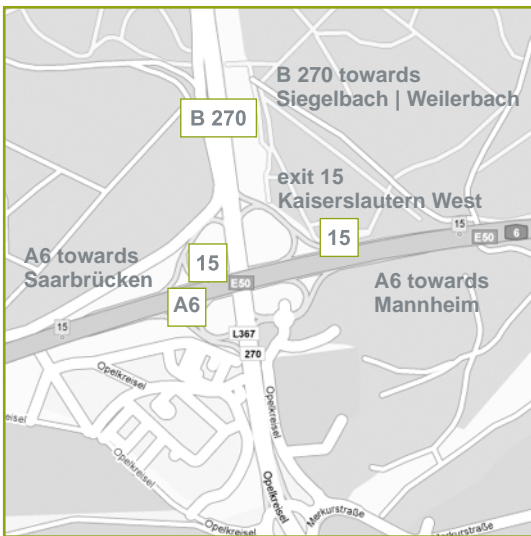 B 270 towards
Siegelbach | Weilerbach
B 270
exit 15
Kaiserslautern West
15
15
E50
6
A6 towards
Saarbrücken
15
E50
A6 towards
Mannheim
A6
15
L367
270
Opelkreisel
Opelkreisel
eisel
Opelkreisel
Opelkreisel
Opelkreisel
Merkurstraße
Merkurstraße